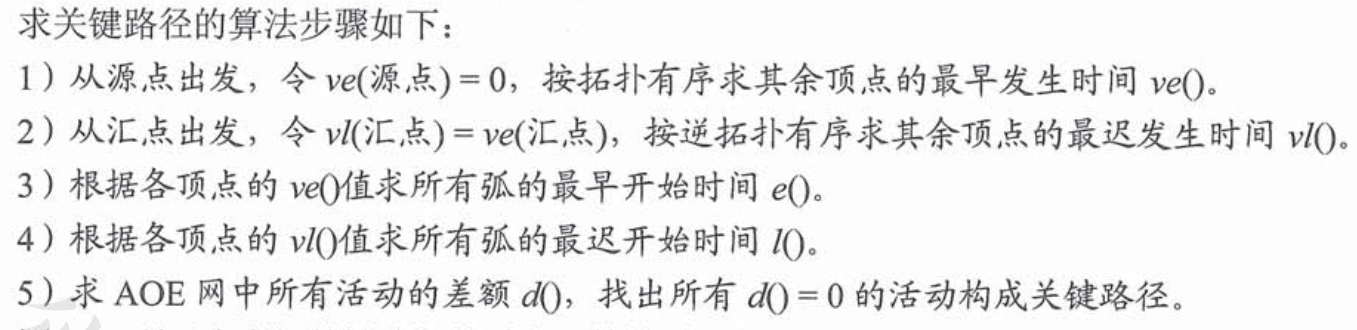 求关键路径的算法步骤如下：
1）从源点出发，令 ve(源点) = 0，按拓扑有序求其余顶点的最早发生时间 ve()。
2）从汇点出发，令 vl(汇点) = ve(汇点)，按逆拓扑有序求其余顶点的最迟发生时间 vl()。
3）根据各顶点的 ve()值求所有弧的最早开始时间 e()。
4）根据各顶点的 vl()值求所有弧的最迟开始时间 l()。
5）求 AOE 网中所有活动的差额 d()，找出所有 d() = 0 的活动构成关键路径。